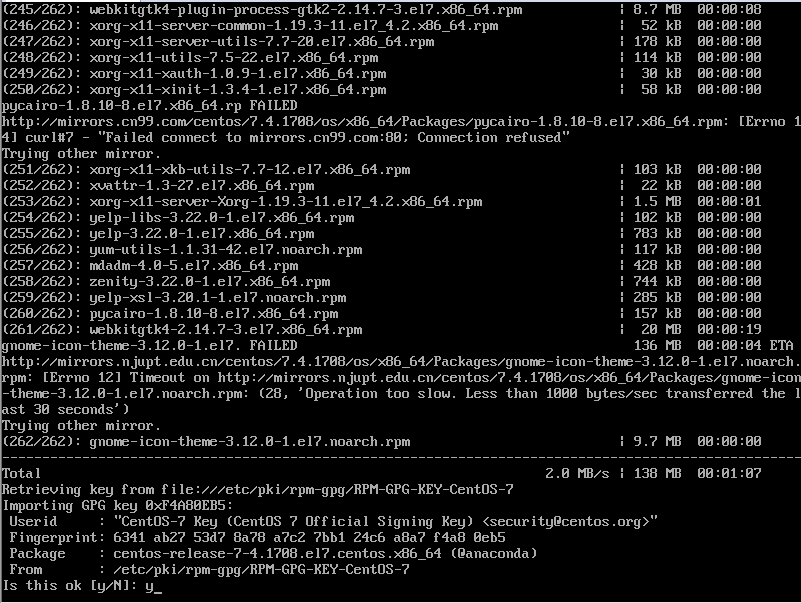 (245/262): webkitgtk4-plugin-process-gtk2-2.14.7-3.el7.x86_64.rpm | 8.7 MB 00:00:08
(246/262): xorg-x11-server-common-1.19.3-11.el7_4.2.x86_64.rpm | 52 kB 00:00:00
(247/262): xorg-x11-server-utils-7.7-20.el7.x86_64.rpm | 178 kB 00:00:00
(248/262): xorg-x11-utils-7.5-22.el7.x86_64.rpm | 114 kB 00:00:00
(249/262): xorg-x11-xauth-1.0.9-1.el7.x86_64.rpm | 30 kB 00:00:00
(250/262): xorg-x11-xinit-1.3.4-1.el7.x86_64.rpm | 58 kB 00:00:00
pycairo-1.8.10-8.el7.x86_64.rp FAILED
http://mirrors.cn99.com/centos/7.4.1708/os/x86_64/Packages/pycairo-1.8.10-8.el7.x86_64.rpm: [Errno 1
4] curl#7 - "Failed connect to mirrors.cn99.com:80; Connection refused"
Trying other mirror.
(251/262): xorg-x11-xkb-utils-7.7-12.el7.x86_64.rpm | 103 kB 00:00:00
(252/262): xvattr-1.3-27.el7.x86_64.rpm | 22 kB 00:00:00
(253/262): xorg-x11-server-Xorg-1.19.3-11.el7_4.2.x86_64.rpm | 1.5 MB 00:00:01
(254/262): yelp-libs-3.22.0-1.el7.x86_64.rpm | 102 kB 00:00:00
(255/262): yelp-3.22.0-1.el7.x86_64.rpm | 783 kB 00:00:00
(256/262): yum-utils-1.1.31-42.el7.noarch.rpm | 117 kB 00:00:00
(257/262): mdadm-4.0-5.el7.x86_64.rpm | 428 kB 00:00:00
(258/262): zenity-3.22.0-1.el7.x86_64.rpm | 744 kB 00:00:00
(259/262): yelp-xsl-3.20.1-1.el7.noarch.rpm | 285 kB 00:00:00
(260/262): pycairo-1.8.10-8.el7.x86_64.rpm | 157 kB 00:00:00
(261/262): webkitgtk4-2.14.7-3.el7.x86_64.rpm | 20 MB 00:00:19
gnome-icon-theme-3.12.0-1.el7. FAILED 136 MB 00:00:04 ETA
http://mirrors.njupt.edu.cn/centos/7.4.1708/os/x86_64/Packages/gnome-icon-theme-3.12.0-1.el7.noarch.
rpm: [Errno 12] Timeout on http://mirrors.njupt.edu.cn/centos/7.4.1708/os/x86_64/Packages/gnome-icon
-theme-3.12.0-1.el7.noarch.rpm: (28, 'Operation too slow. Less than 1000 bytes/sec transferred the l
ast 30 seconds')
Trying other mirror.
(262/262): gnome-icon-theme-3.12.0-1.el7.noarch.rpm | 9.7 MB 00:00:00
----------------------------------------------------------------------------------------------------
Total 2.0 MB/s | 138 MB 00:01:07
Retrieving key from file:///etc/pki/rpm-gpg/RPM-GPG-KEY-CentOS-7
Importing GPG key 0xF4A80EB5:
Userid : "CentOS-7 Key (CentOS 7 Official Signing Key) <security@centos.org>"
Fingerprint: 6341 ab27 53d7 8a78 a7c2 7bb1 24c6 a8a7 f4a8 0eb5
Package : centos-release-7-4.1708.el7.centos.x86_64 (@anaconda)
From : /etc/pki/rpm-gpg/RPM-GPG-KEY-CentOS-7
Is this ok [y/N]: y_